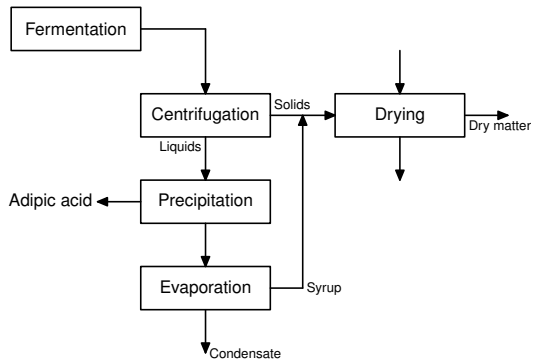 Fermentation
Centrifugation
Solids
Drying
Dry matter
Liquids
Adipic acid
Precipitation
Evaporation
Syrup
Condensate